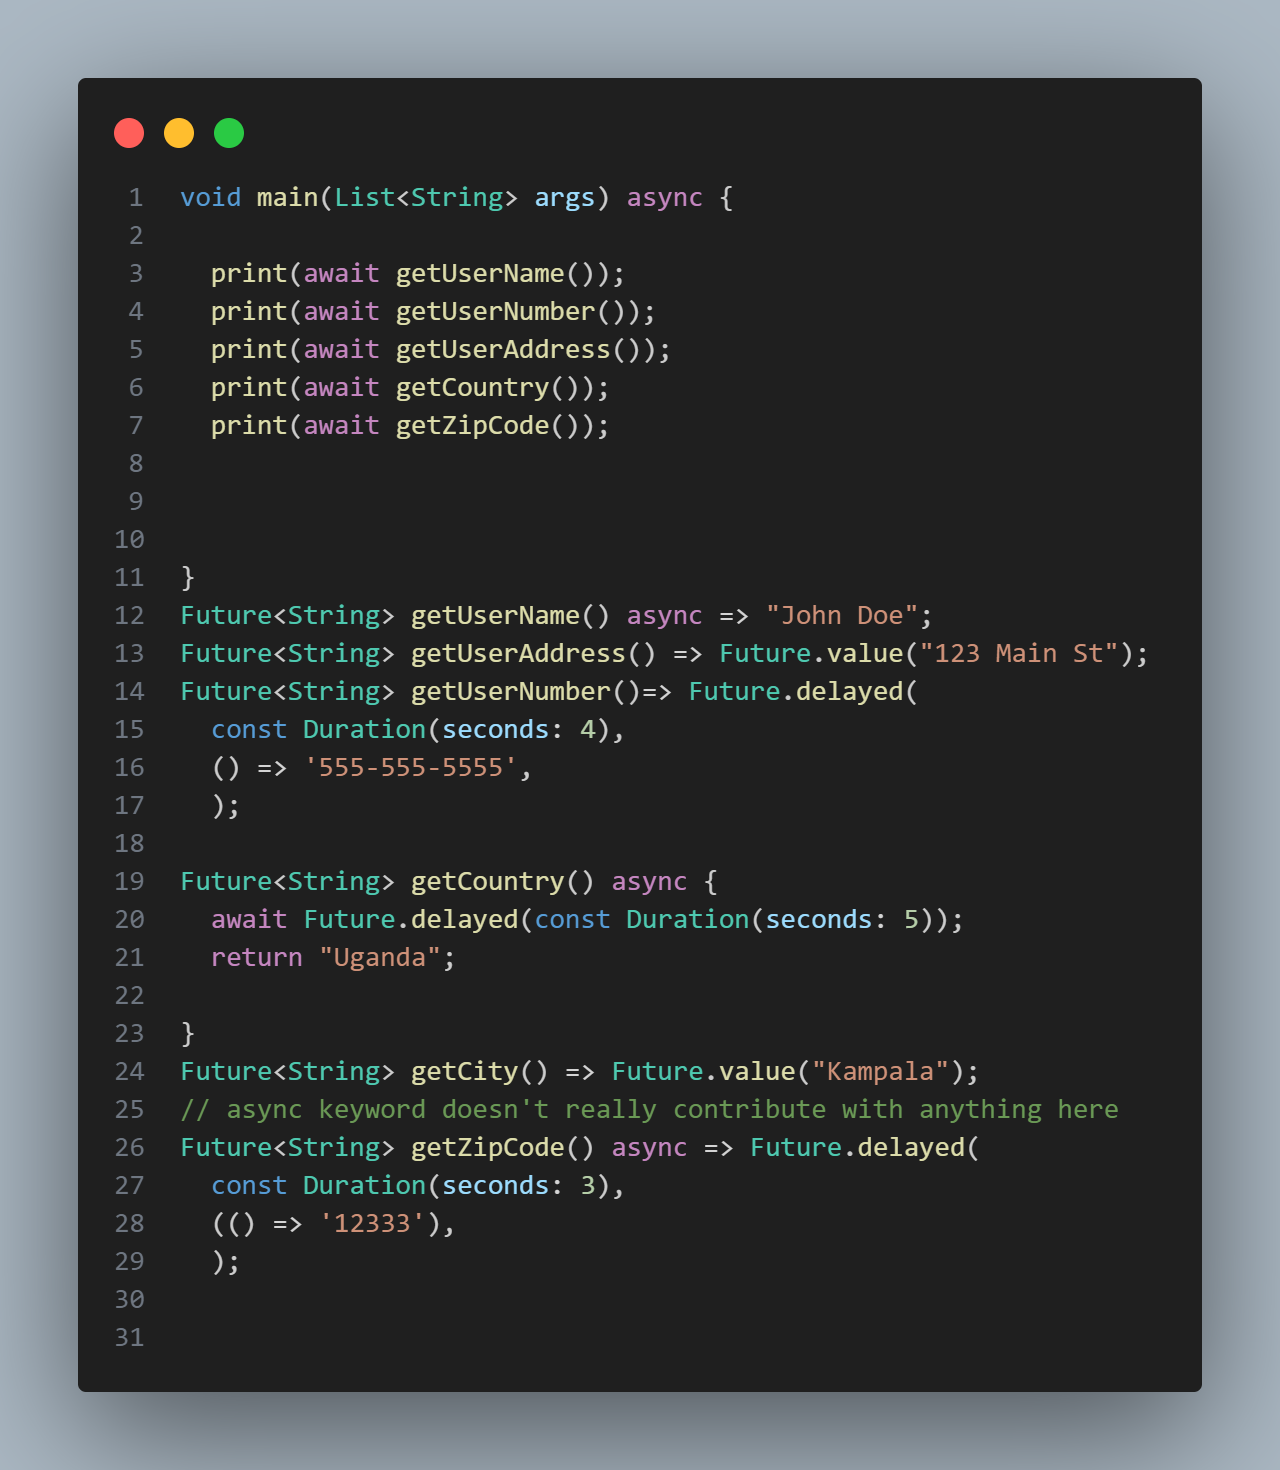 1 void main(List<String> args) async {
2
3   print(await getUserName());
4   print(await getUserNumber());
5   print(await getUserAddress());
6   print(await getCountry());
7   print(await getZipCode());
8
9
10
11 }
12 Future<String> getUserName() async => "John Doe";
13 Future<String> getUserAddress() => Future.value("123 Main St");
14 Future<String> getUserNumber()=> Future.delayed(
15   const Duration(seconds: 4),
16   () => '555-555-5555',
17   );
18
19 Future<String> getCountry() async {
20   await Future.delayed(const Duration(seconds: 5));
21   return "Uganda";
22
23 }
24 Future<String> getCity() => Future.value("Kampala");
25 // async keyword doesn't really contribute with anything here
26 Future<String> getZipCode() async => Future.delayed(
27   const Duration(seconds: 3),
28   (() => '12333'),
29   );
30
31